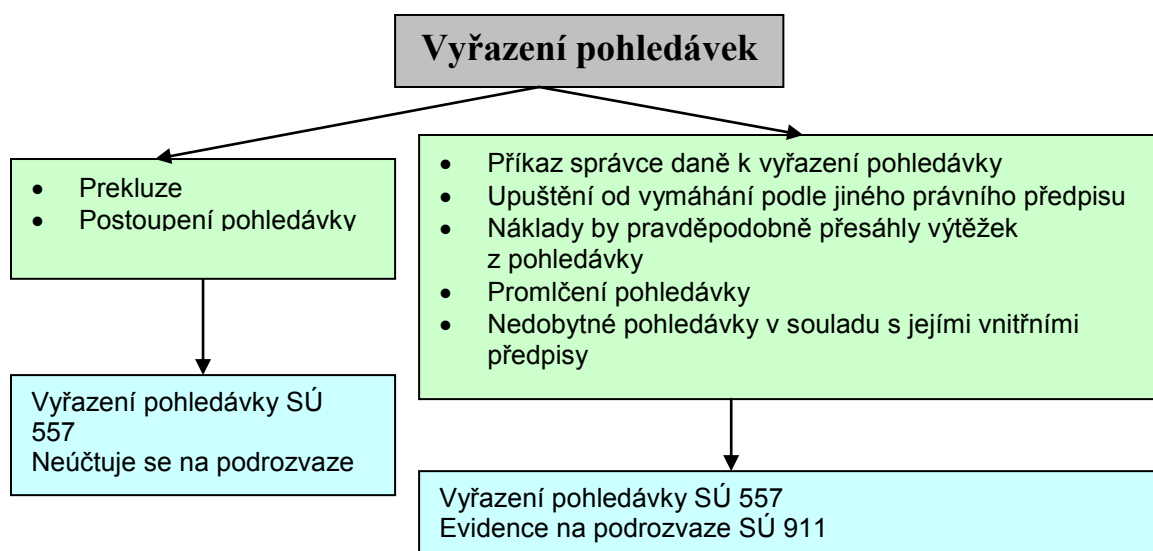 Vyřazení pohledávek
• Prekluze
• Postoupení pohledávky
Vyřazení pohledávky SÚ
557
Neúčtuje se na podrozvaze
• Příkaz správce daně k vyřazení pohledávky
• Upuštění od vymáhání podle jiného právního předpisu
• Náklady by pravděpodobně přesáhly výtěžek
z pohledávky
• Promlčení pohledávky
• Nedobytné pohledávky v souladu s jejími vnitřními
předpisy
Vyřazení pohledávky SÚ 557
Evidence na podrozvaze SÚ 911